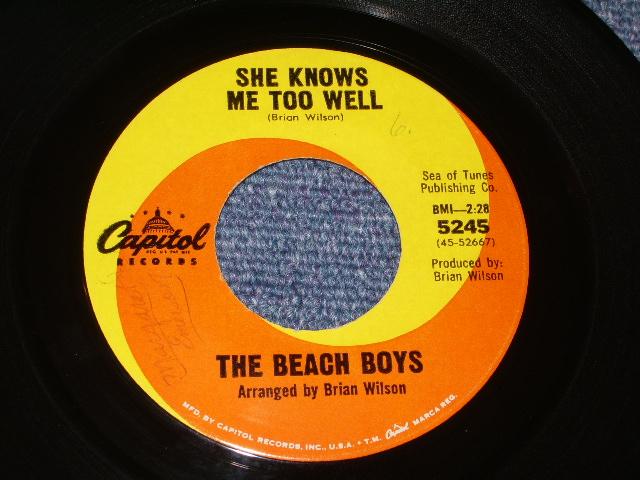 SHE KNOWS
ME TOO WELL
(Brian Wilson)
6.
Sea of Tunes
Publishing Co.
BMI—2:28
5245
(45-52667)
Produced by:
Brian Wilson
Capitol
RECORDS
THE BEACH BOYS
Arranged by Brian Wilson
MFD. BY CAPITOL RECORDS, INC., U.S.A. • T.M. Capitol MARCA REG.